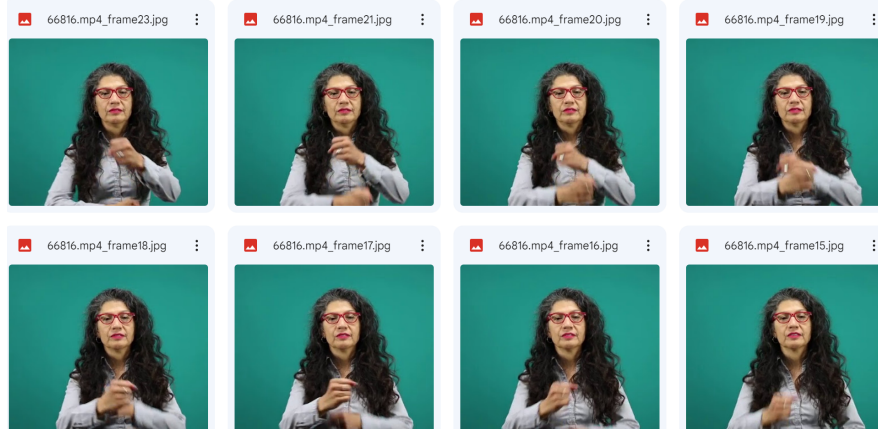 66816.mp4_frame23.jpg
66816.mp4_frame21.jpg
66816.mp4_frame20.jpg
66816.mp4_frame19.jpg
66816.mp4_frame18.jpg
66816.mp4_frame17.jpg
66816.mp4_frame16.jpg
66816.mp4_frame15.jpg